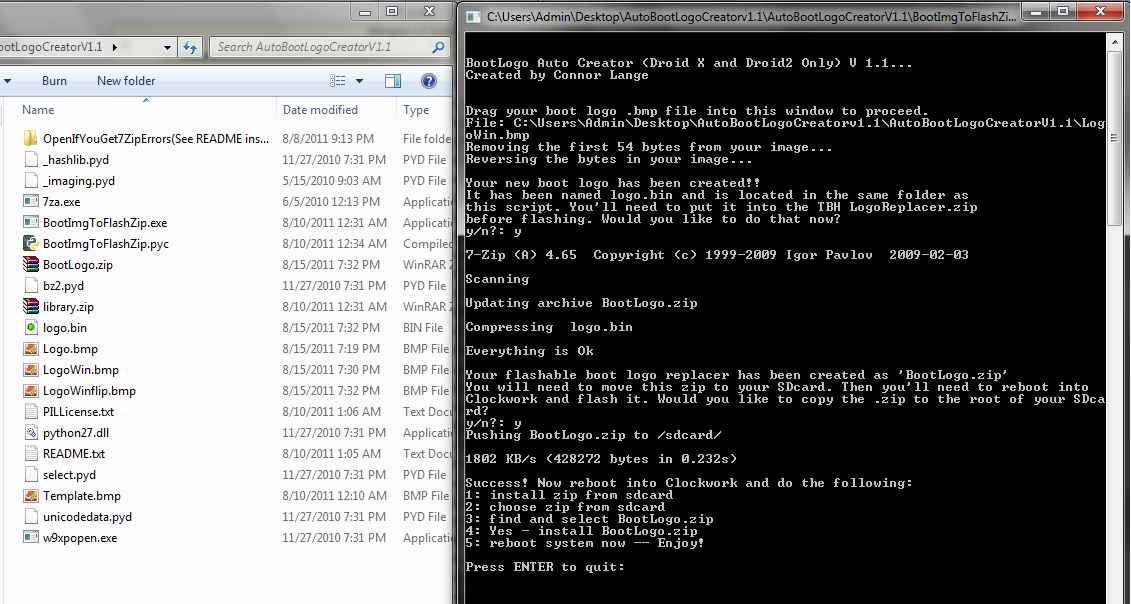 ootLogoCreatorV1.1
Search AutoBootLogoCreatorV1.1
Burn New folder
Name Date modified Type
OpenIfYouGet7ZipErrors(See README ins... 8/8/2011 9:13 PM File folde
_hashlib.pyd 11/27/2010 7:31 PM PYD File
_imaging.pyd 5/15/2010 9:03 AM PYD File
7za.exe 6/5/2010 12:13 PM Applicati
BootImgToFlashZip.exe 8/10/2011 12:31 AM Applicati
BootImgToFlashZip.pyc 8/10/2011 12:34 AM Compiled
BootLogo.zip 8/15/2011 7:32 PM WinRAR Z
bz2.pyd 11/27/2010 7:31 PM PYD File
library.zip 8/10/2011 12:31 AM WinRAR Z
logo.bin 8/15/2011 7:32 PM BIN File
Logo.bmp 8/15/2011 7:19 PM BMP File
LogoWin.bmp 8/15/2011 7:30 PM BMP File
LogoWinflip.bmp 8/15/2011 7:32 PM BMP File
PILLicense.txt 8/10/2011 1:06 AM Text Docu
python27.dll 11/27/2010 7:31 PM Applicati
README.txt 8/10/2011 1:05 AM Text Docu
select.pyd 11/27/2010 7:31 PM PYD File
Template.bmp 8/10/2011 12:10 AM BMP File
unicodedata.pyd 11/27/2010 7:31 PM PYD File
w9xpopen.exe 11/27/2010 7:31 PM Applicati
C:\Users\Admin\Desktop\AutoBootLogoCreatorv1.1\AutoBootLogoCreatorV1.1\BootImgToFlashZi...
BootLogo Auto Creator (Droid X and Droid2 Only) V 1.1...
Created by Connor Lange
Drag your boot logo .bmp file into this window to proceed.
File: C:\Users\Admin\Desktop\AutoBootLogoCreatorv1.1\AutoBootLogoCreatorV1.1\Log
oWin.bmp
Removing the first 54 bytes from your image...
Reversing the bytes in your image...
Your new boot logo has been created!!
It has been named logo.bin and is located in the same folder as
this script. You'll need to put it into the TBH LogoReplacer.zip
before flashing. Would you like to do that now?
y/n?: y
7-Zip (A) 4.65 Copyright (c) 1999-2009 Igor Pavlov 2009-02-03
Scanning
Updating archive BootLogo.zip
Compressing logo.bin
Everything is Ok
Your flashable boot logo replacer has been created as 'BootLogo.zip'
You will need to move this zip to your SDcard. Then you'll need to reboot into
Clockwork and flash it. Would you like to copy the .zip to the root of your SDca
rd?
y/n?: y
Pushing BootLogo.zip to /sdcard/
1802 KB/s (428272 bytes in 0.232s)
Success! Now reboot into Clockwork and do the following:
1: install zip from sdcard
2: choose zip from sdcard
3: find and select BootLogo.zip
4: Yes - install BootLogo.zip
5: reboot system now -- Enjoy!
Press ENTER to quit: